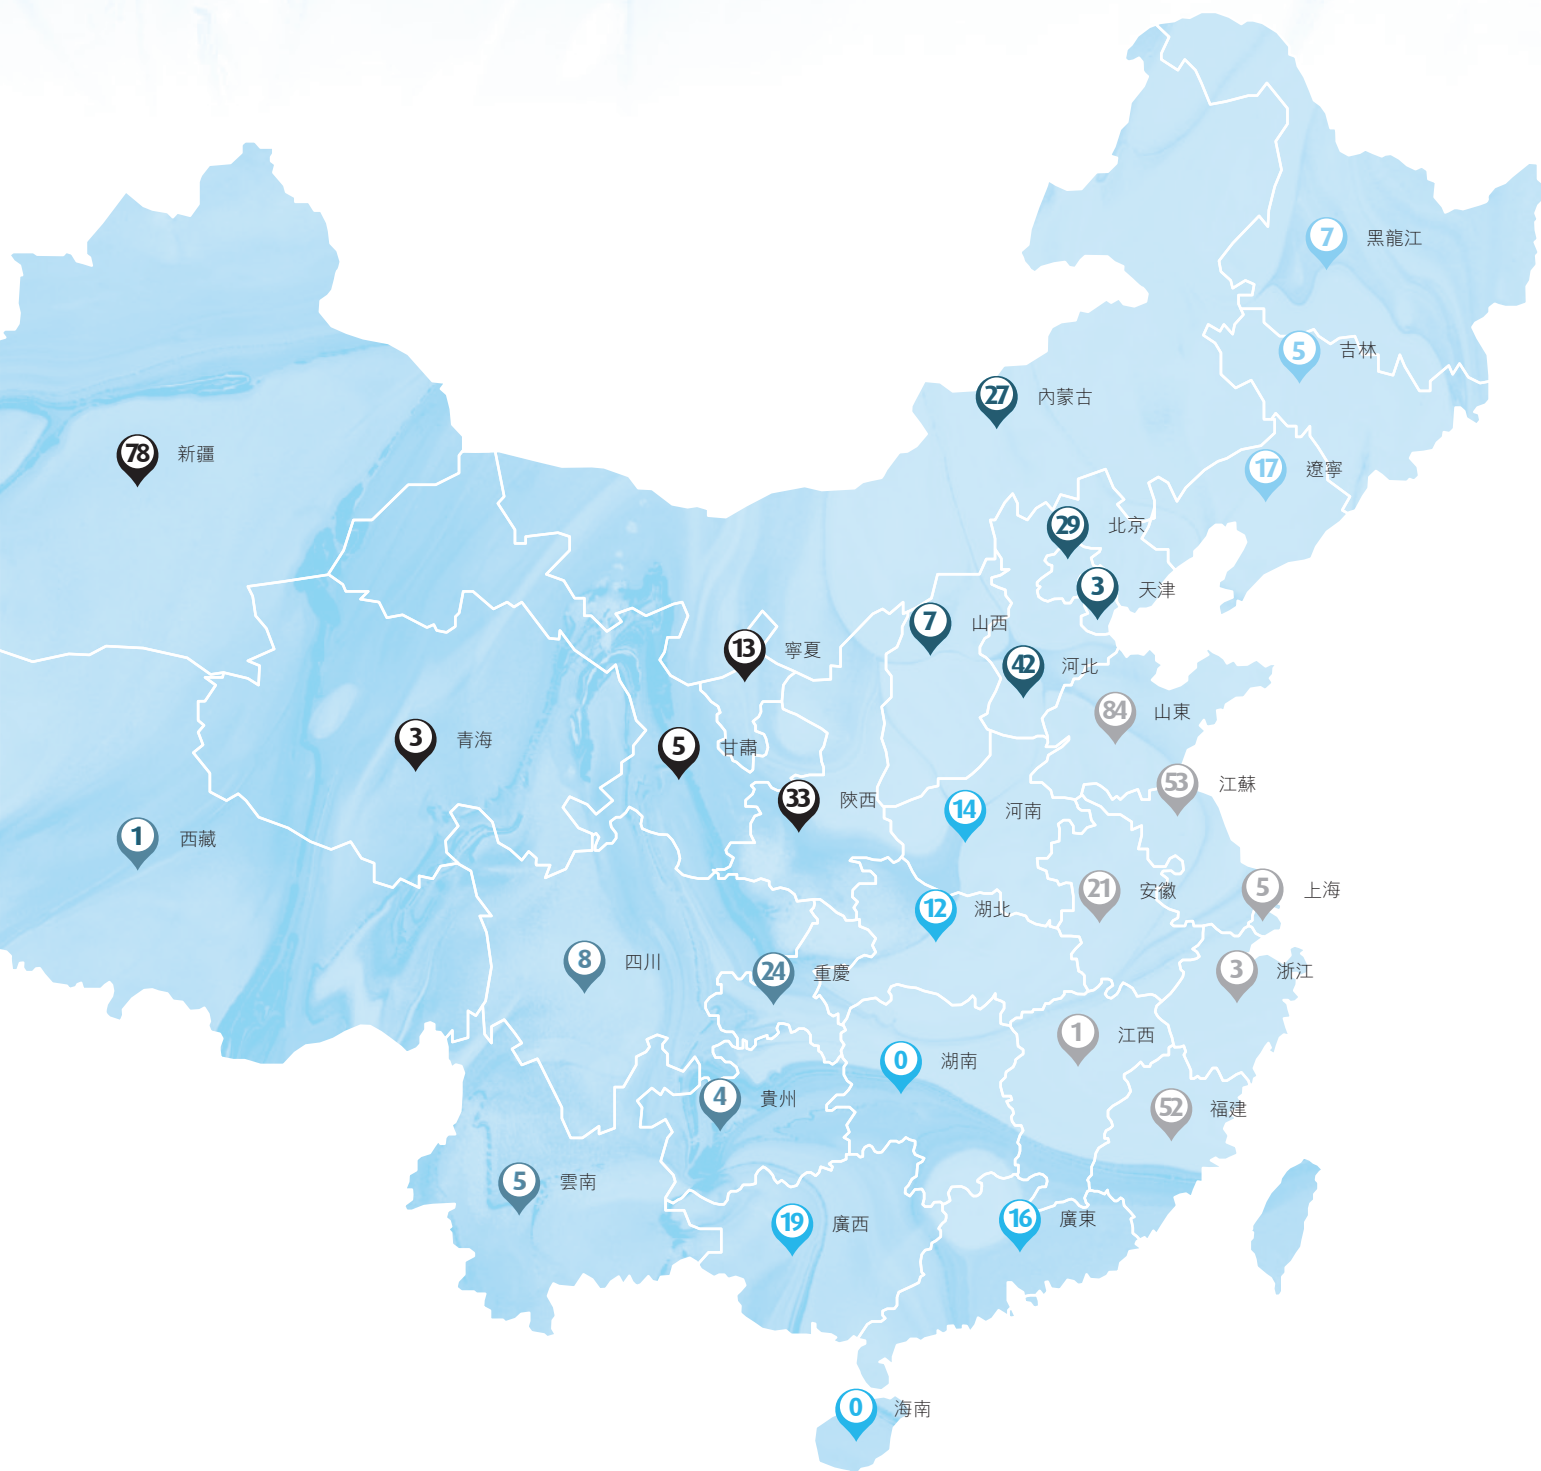 7 黑龍江
5 吉林
27 內蒙古
78 新疆
17 遼寧
29 北京
3 天津
7 山西
13 寧夏
42 河北
84 山東
3 青海
5 甘肅
53 江蘇
33 陝西
14 河南
1 西藏
21 安徽
5 上海
12 湖北
8 四川
24 重慶
3 浙江
1 江西
0 湖南
4 貴州
52 福建
5 雲南
19 廣西
16 廣東
0 海南